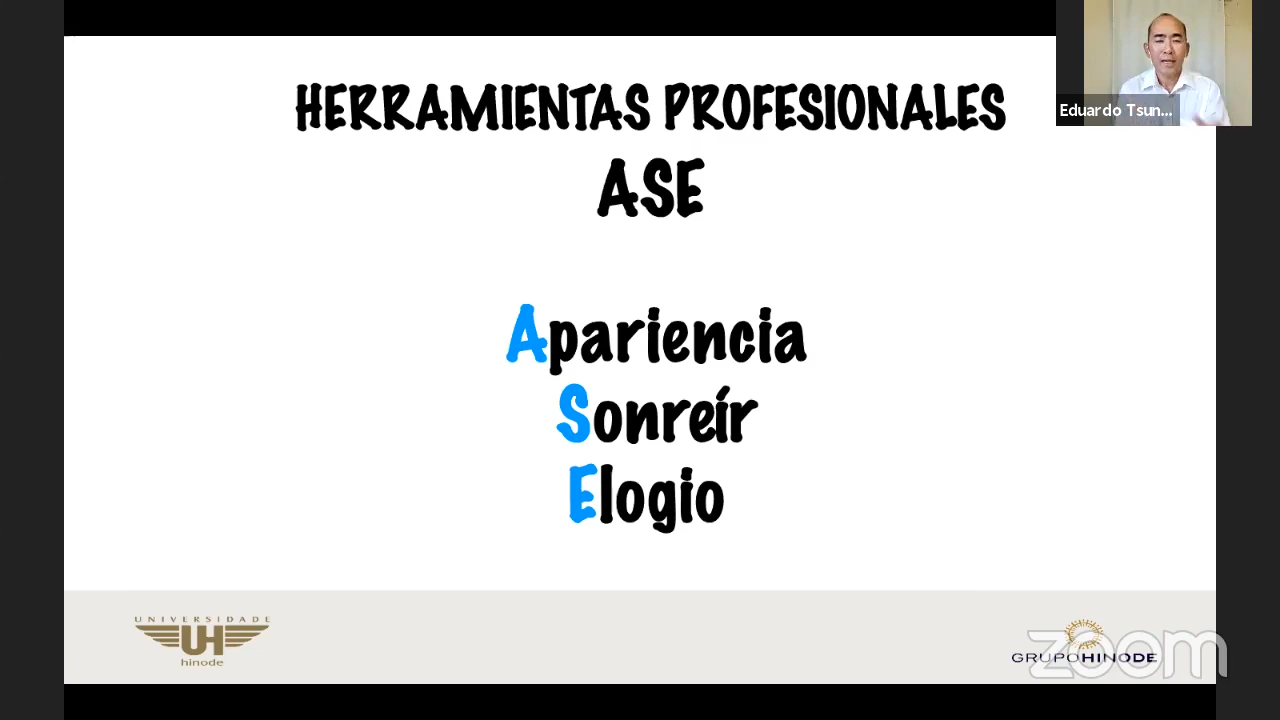 HERRAMIENTAS PROFESIONALES
ASE
Apariencia
Sonreír
Elogio
Eduardo Tsun...
UNIVERSIDADE
UH
hinode
GRUPOHINODE
zoom